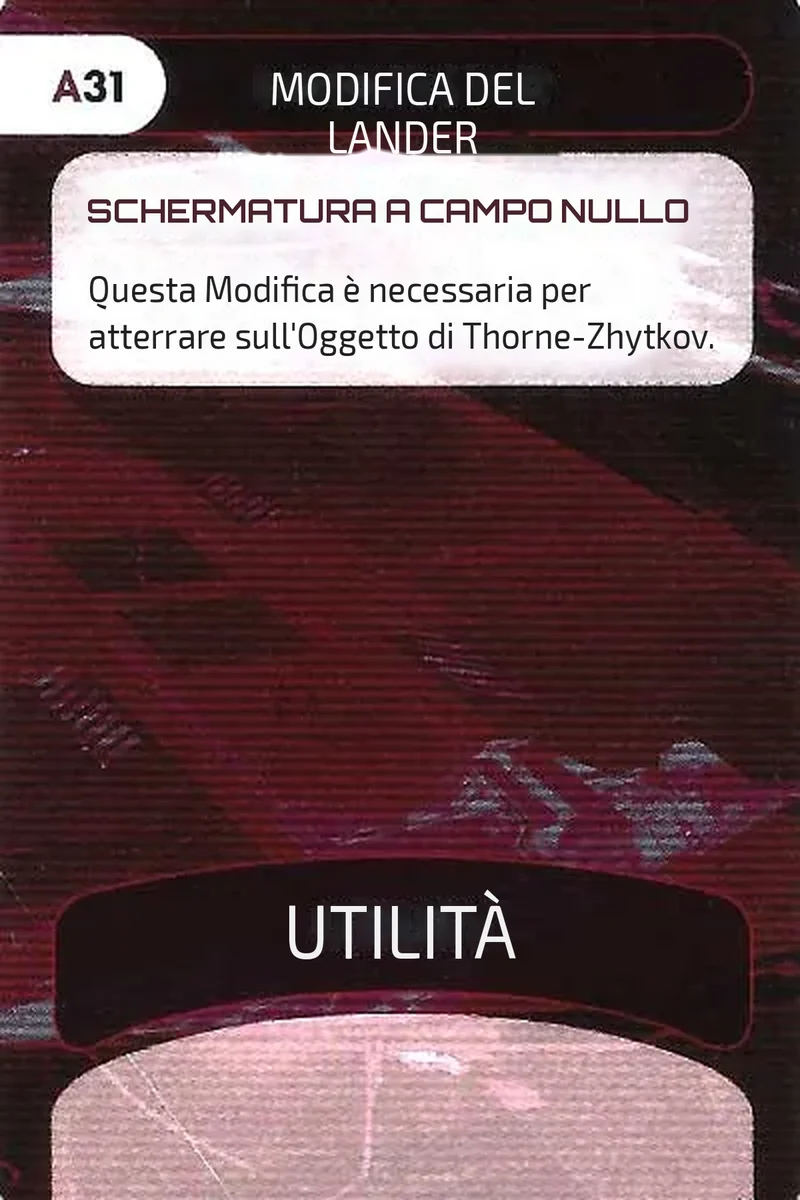 A31
MODIFICA DEL
LANDER
SCHERMATURA A CAMPO NULLO
Questa Modifica è necessaria per
atterrare sull'Oggetto di Thorne-Zhytkov.
UTILITÀ